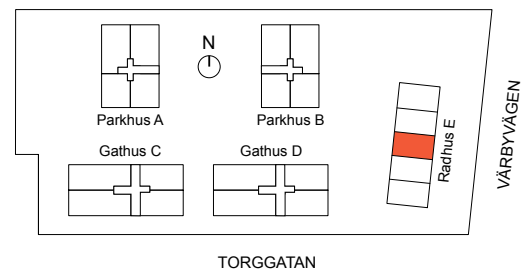 N
Parkhus A
Parkhus B
Gathus C
Gathus D
Radhus E
VÄRBYVÄGEN
TORGGATAN